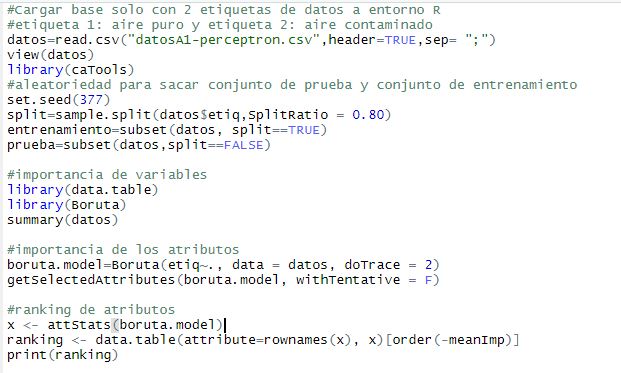 #Cargar base solo con 2 etiquetas de datos a entorno R
#etiqueta 1: aire puro y etiqueta 2: aire contaminado
datos=read.csv("datosA1-perceptron.csv",header=TRUE,sep= ";")
view(datos)
library(caTools)
#aleatoriedad para sacar conjunto de prueba y conjunto de entrenamiento
set.seed(377)
split=sample.split(datos$etiq,SplitRatio = 0.80)
entrenamiento=subset(datos, split==TRUE)
prueba=subset(datos,split==FALSE)
#importancia de variables
library(data.table)
library(Boruta)
summary(datos)
#importancia de los atributos
boruta.model=Boruta(etiq~., data = datos, doTrace = 2)
getSelectedAttributes(boruta.model, withTentative = F)
#ranking de atributos
x <- attStats(boruta.model)
ranking <- data.table(attribute=rownames(x), x)[order(-meanImp)]
print(ranking)